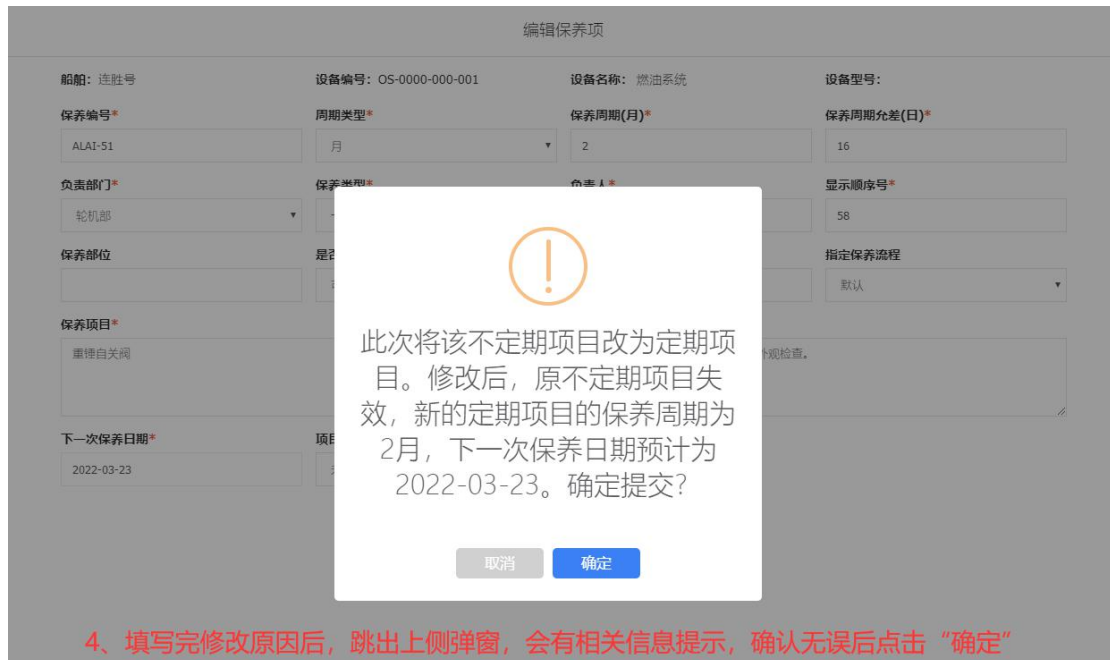 编辑保养项
船舶：连胜号 设备编号：OS-0000-000-001 设备名称：燃油系统 设备型号：
保养编号* 周期类型* 保养周期(月)* 保养周期允差(日)*
ALAI-51 月 2 16
负责部门* 保养类型* 负责人* 显示顺序号*
轮机部 58
保养部位 指定保养流程
默认
保养项目*
重锤自关阀 外观检查。
此次将该不定期项目改为定期项
目。修改后，原不定期项目失
效，新的定期项目的保养周期为
2月，下一次保养日期预计为
2022-03-23。确定提交？
下一次保养日期*
2022-03-23
取消 确定
4、填写完修改原因后，跳出上侧弹窗，会有相关信息提示，确认无误后点击“确定”